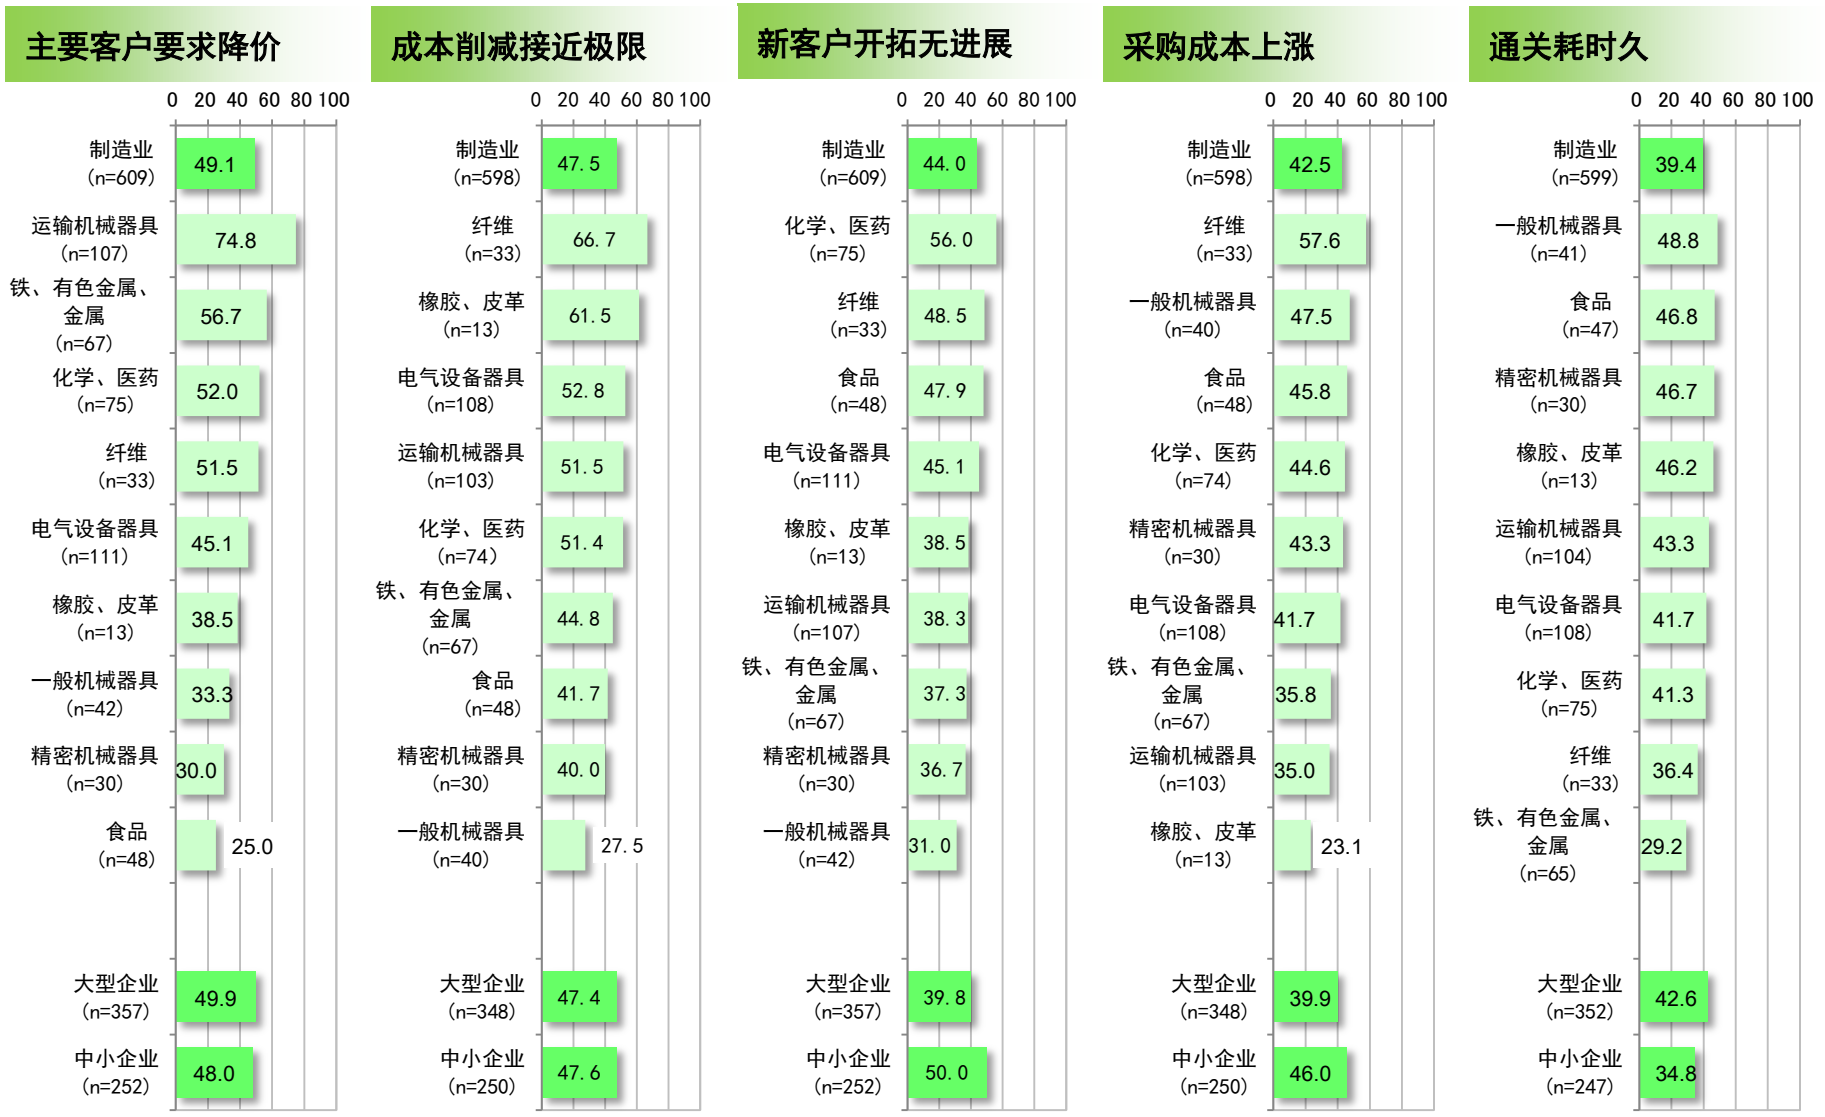 主要客户要求降价
0 20 40 60 80 100
制造业
(n=609)
49.1
运输机械器具
(n=107)
74.8
铁、有色金属、
金属
(n=67)
56.7
化学、医药
(n=75)
52.0
纤维
(n=33)
51.5
电气设备器具
(n=111)
45.1
橡胶、皮革
(n=13)
38.5
一般机械器具
(n=42)
33.3
精密机械器具
(n=30)
30.0
食品
(n=48)
25.0
大型企业
(n=357)
49.9
中小企业
(n=252)
48.0
成本削减接近极限
0 20 40 60 80 100
制造业
(n=598)
47.5
纤维
(n=33)
66.7
橡胶、皮革
(n=13)
61.5
电气设备器具
(n=108)
52.8
运输机械器具
(n=103)
51.5
化学、医药
(n=74)
51.4
铁、有色金属、
金属
(n=67)
44.8
食品
(n=48)
41.7
精密机械器具
(n=30)
40.0
一般机械器具
(n=40)
27.5
大型企业
(n=348)
47.4
中小企业
(n=250)
47.6
新客户开拓无进展
0 20 40 60 80 100
制造业
(n=609)
44.0
化学、医药
(n=75)
56.0
纤维
(n=33)
48.5
食品
(n=48)
47.9
电气设备器具
(n=111)
45.1
橡胶、皮革
(n=13)
38.5
运输机械器具
(n=107)
38.3
铁、有色金属、
金属
(n=67)
37.3
精密机械器具
(n=30)
36.7
一般机械器具
(n=42)
31.0
大型企业
(n=357)
39.8
中小企业
(n=252)
50.0
采购成本上涨
0 20 40 60 80 100
制造业
(n=598)
42.5
纤维
(n=33)
57.6
一般机械器具
(n=40)
47.5
食品
(n=48)
45.8
化学、医药
(n=74)
44.6
精密机械器具
(n=30)
43.3
电气设备器具
(n=108)
41.7
铁、有色金属、
金属
(n=67)
35.8
运输机械器具
(n=103)
35.0
橡胶、皮革
(n=13)
23.1
大型企业
(n=348)
39.9
中小企业
(n=250)
46.0
通关耗时久
0 20 40 60 80 100
制造业
(n=599)
39.4
一般机械器具
(n=41)
48.8
食品
(n=47)
46.8
精密机械器具
(n=30)
46.7
橡胶、皮革
(n=13)
46.2
运输机械器具
(n=104)
43.3
电气设备器具
(n=108)
41.7
化学、医药
(n=75)
41.3
纤维
(n=33)
36.4
铁、有色金属、
金属
(n=65)
29.2
大型企业
(n=352)
42.6
中小企业
(n=247)
34.8